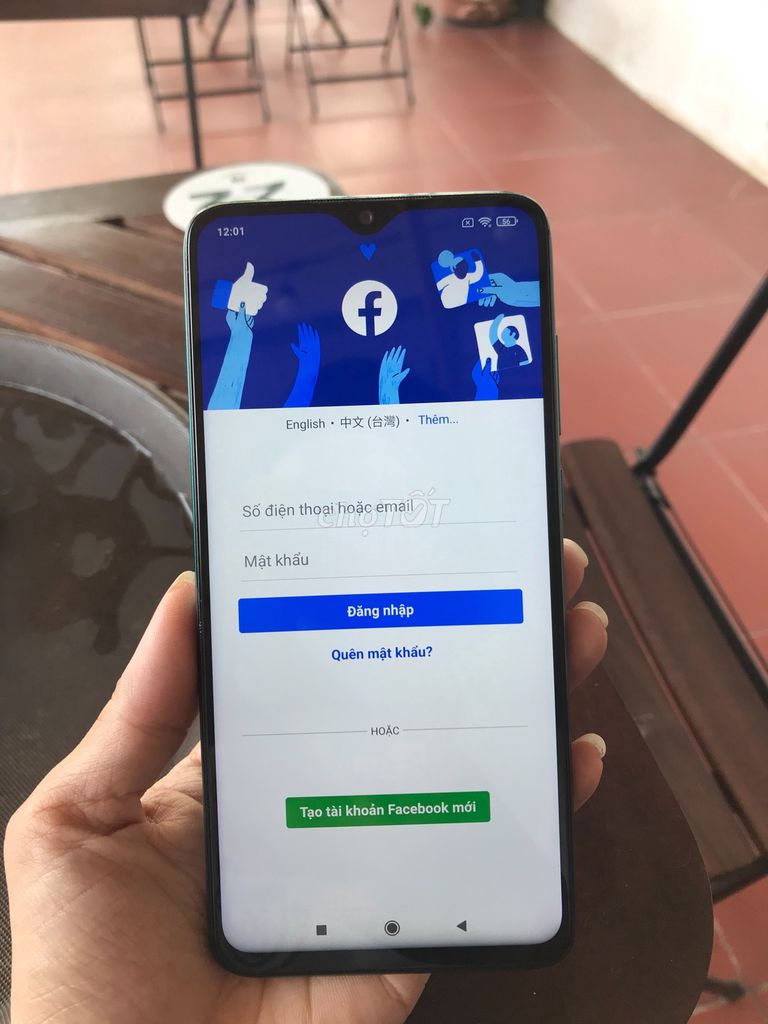 12:01
56
English • 中文 (台灣) • Thêm...
Số điện thoại hoặc email
chợTỐT
Mật khẩu
Đăng nhập
Quên mật khẩu?
HOẶC
Tạo tài khoản Facebook mới